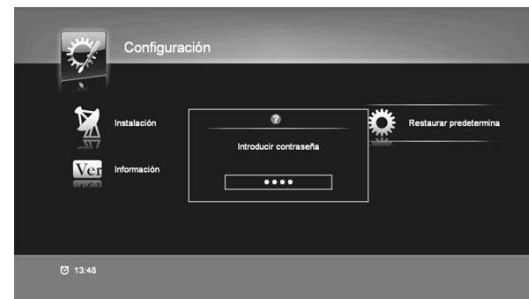 Configuración
Instalación
?
Introducir contraseña
Restaurar predetermina
Ver
Información
••••
13:48